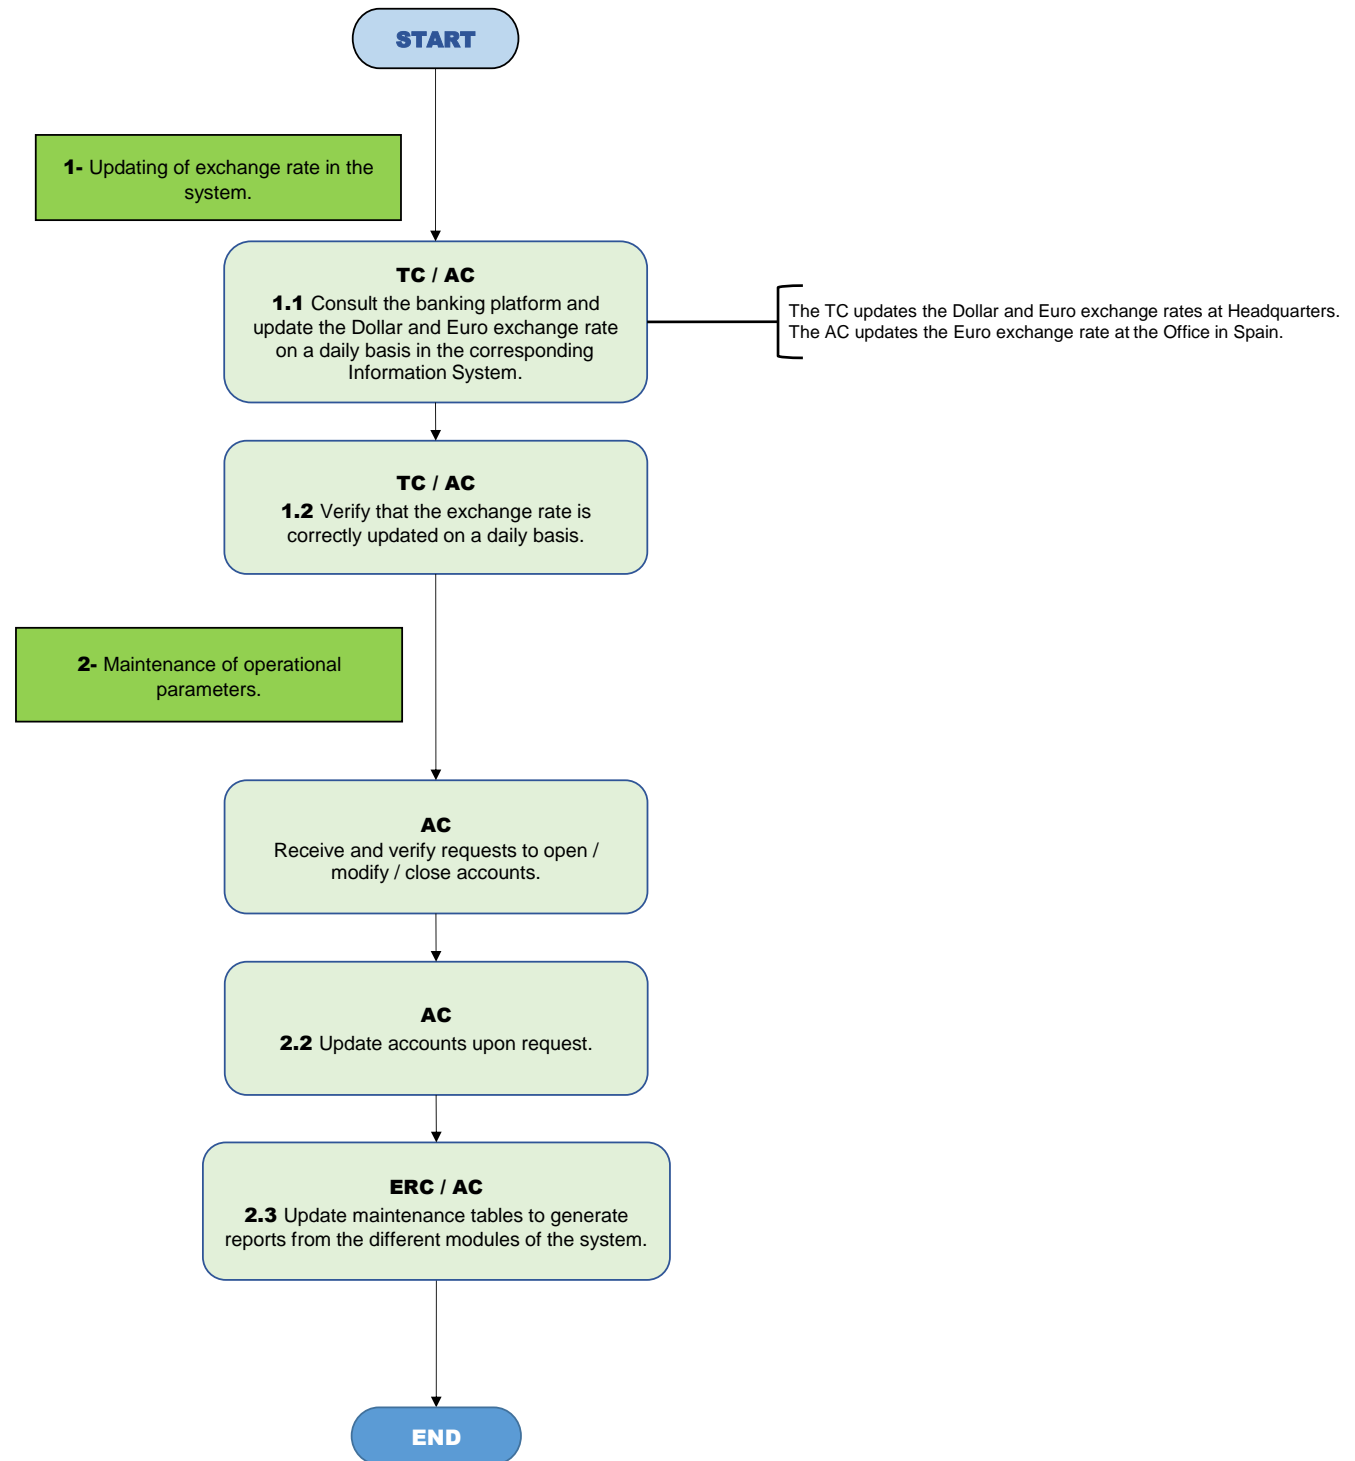 START
1- Updating of exchange rate in the
system.
TC / AC
1.1 Consult the banking platform and
update the Dollar and Euro exchange rate
on a daily basis in the corresponding
Information System.
The TC updates the Dollar and Euro exchange rates at Headquarters.
The AC updates the Euro exchange rate at the Office in Spain.
TC / AC
1.2 Verify that the exchange rate is
correctly updated on a daily basis.
2- Maintenance of operational
parameters.
AC
Receive and verify requests to open /
modify / close accounts.
AC
2.2 Update accounts upon request.
ERC / AC
2.3 Update maintenance tables to generate
reports from the different modules of the system.
END